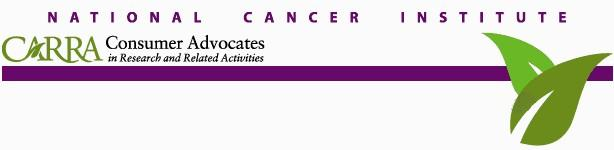 NATIONAL CANCER INSTITUTE
CARRA Consumer Advocates
in Research and Related Activities